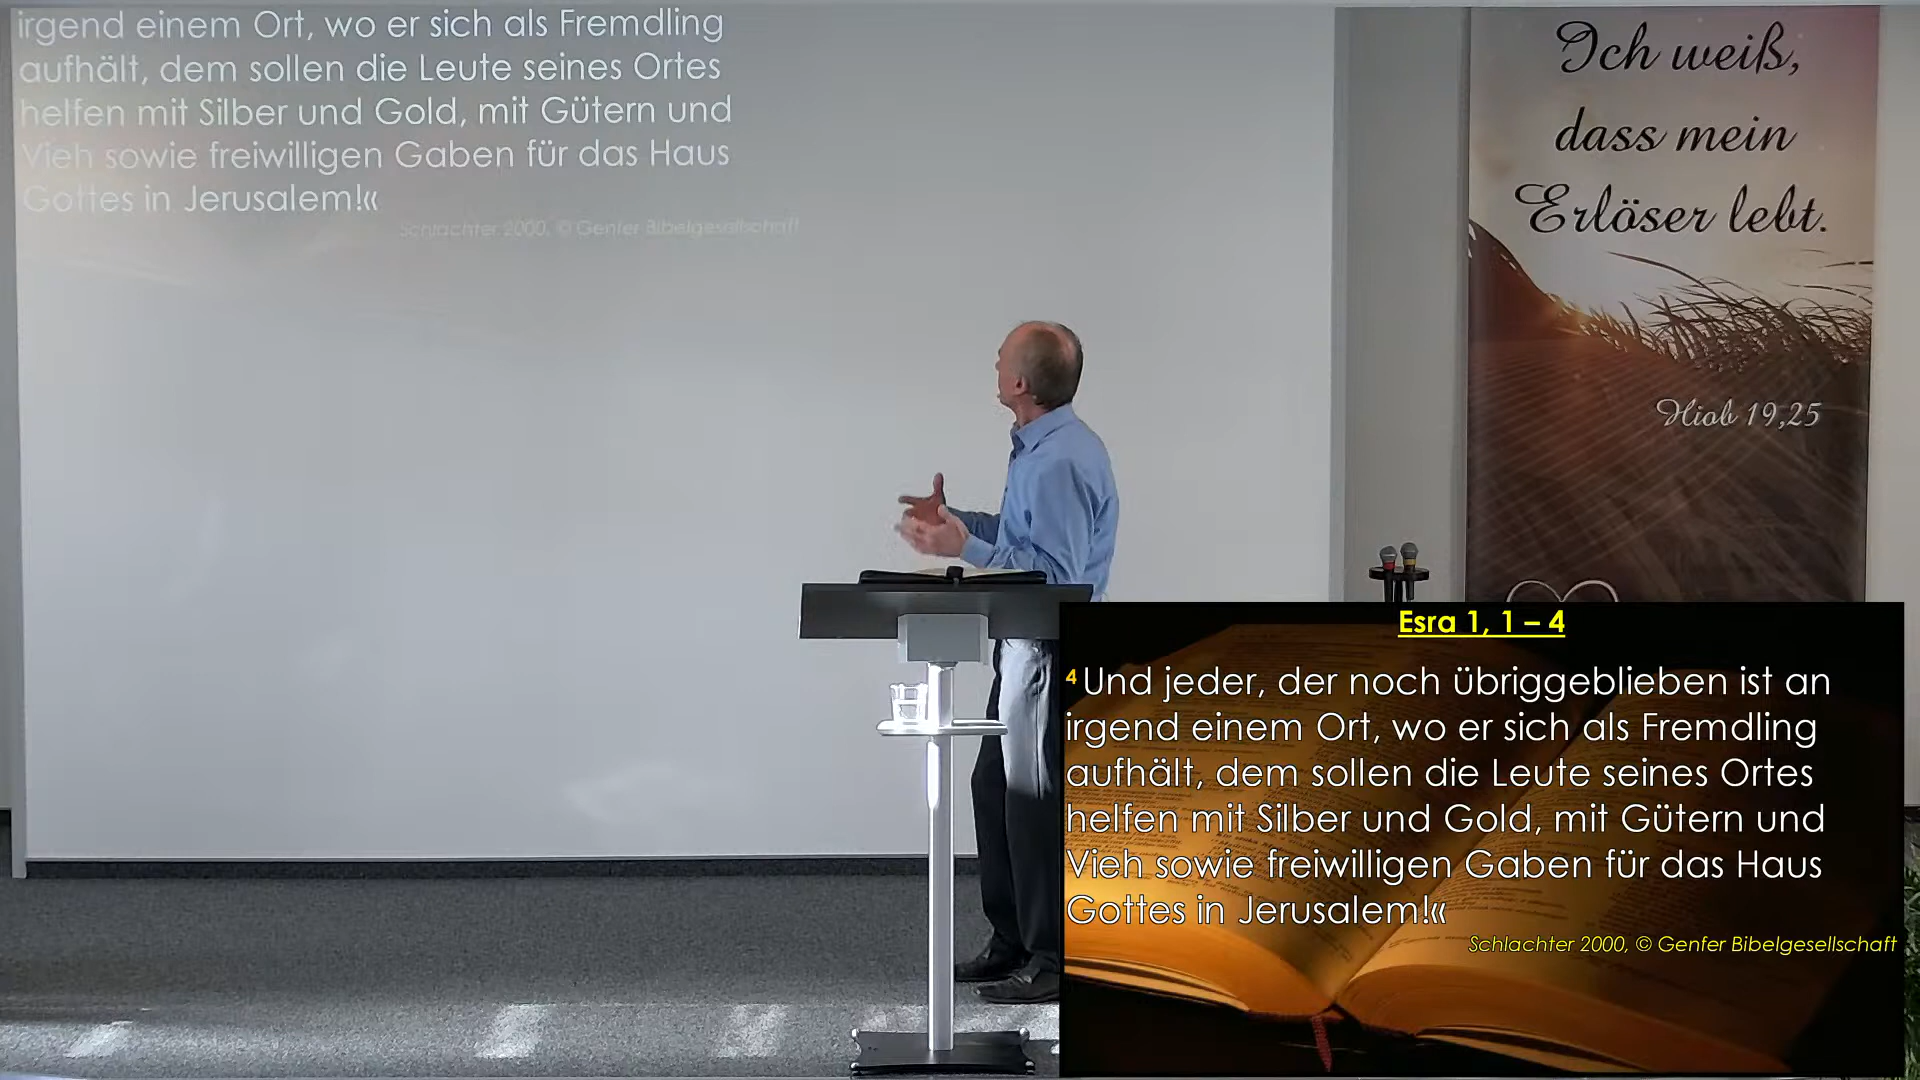 irgend einem Ort, wo er sich als Fremdling
aufhält, dem sollen die Leute seines Ortes
helfen mit Silber und Gold, mit Gütern und
Vieh sowie freiwilligen Gaben für das Haus
Gottes in Jerusalem!«
Schlachter 2000, © Genfer Bibelgesellschaft
Ich weiß,
dass mein
Erlöser lebt.
Hiob 19,25
Esra 1, 1 – 4
4 Und jeder, der noch übriggeblieben ist an
irgend einem Ort, wo er sich als Fremdling
aufhält, dem sollen die Leute seines Ortes
helfen mit Silber und Gold, mit Gütern und
Vieh sowie freiwilligen Gaben für das Haus
Gottes in Jerusalem!«
Schlachter 2000, © Genfer Bibelgesellschaft